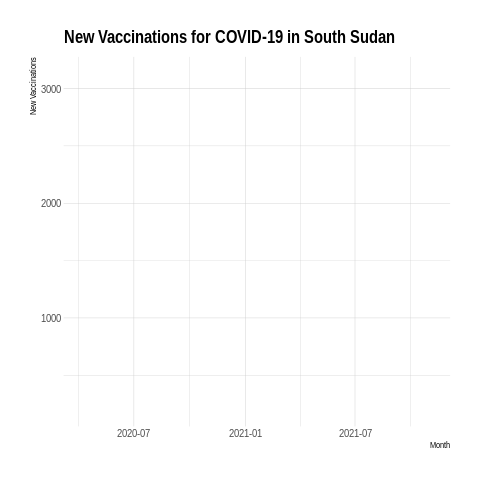 New Vaccinations for COVID-19 in South Sudan
New Vaccinations
3000
2000
1000
2020-07
2021-01
2021-07
Month